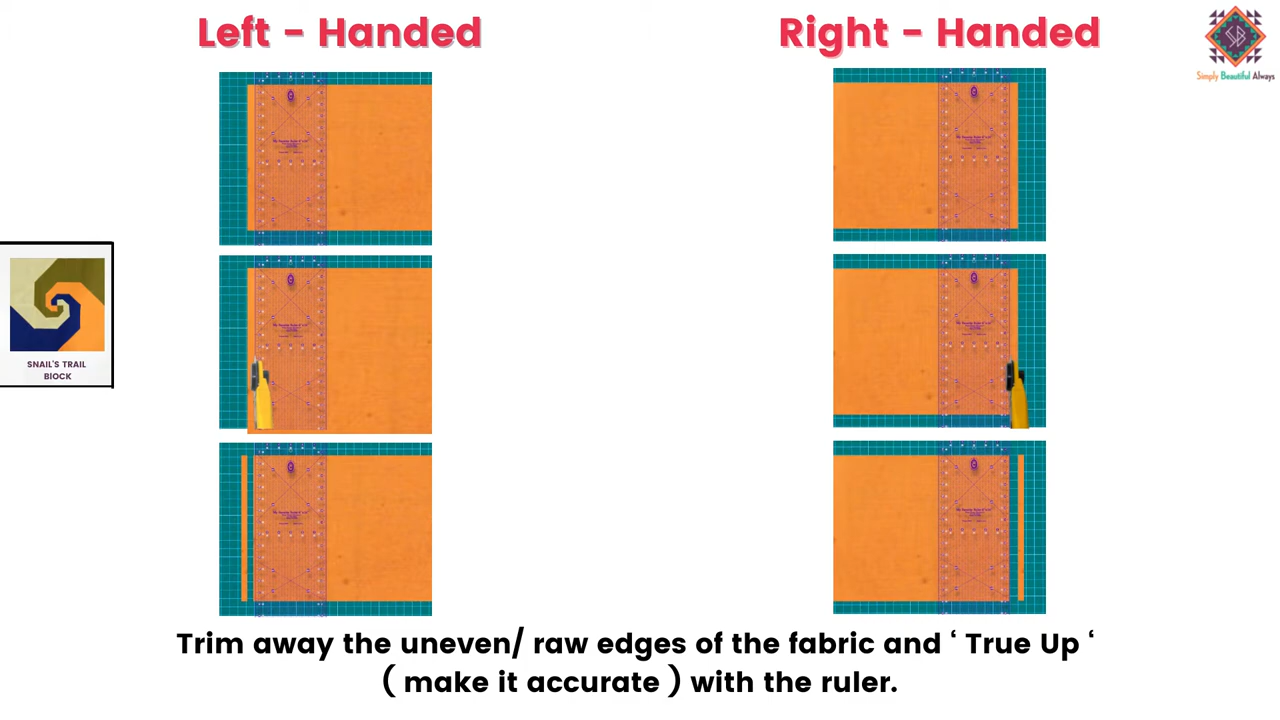 Left - Handed
Right - Handed
Simply Beautiful Always
SNAIL'S TRAIL
BlOCK
Trim away the uneven/ raw edges of the fabric and ‘ True Up ‘
( make it accurate ) with the ruler.